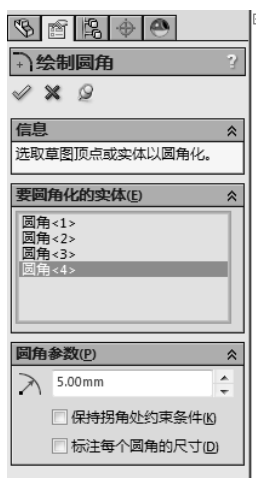 绘制圆角 ?
信息
选取草图顶点或实体以圆角化。
要圆角化的实体(E)
圆角<1>
圆角<2>
圆角<3>
圆角<4>
圆角参数(P)
5.00mm
保持拐角处约束条件(K)
标注每个圆角的尺寸(D)